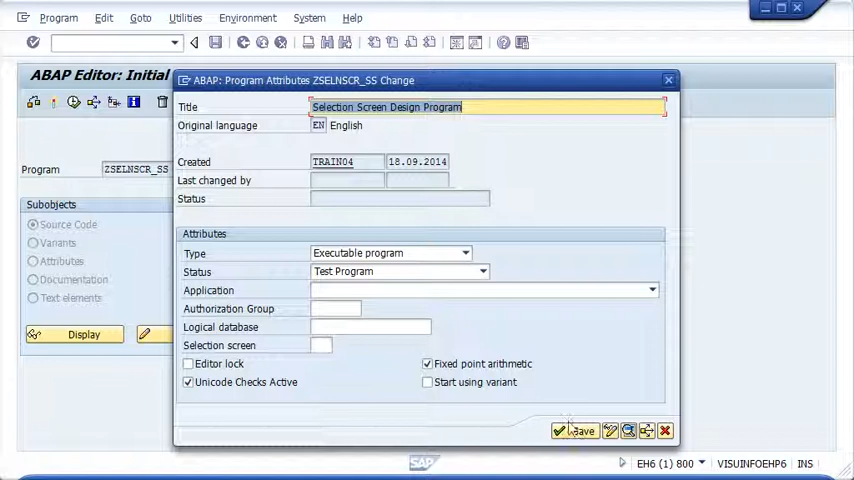 Program Edit Goto Utilities Environment System Help
ABAP Editor: Initial
Program ZSELNSCR_SS
Subobjects
Source Code
Variants
Attributes
Documentation
Text elements
Display
ABAP: Program Attributes ZSELNSCR_SS Change
Title Selection Screen Design Program
Original language EN English
Created TRAIN04 18.09.2014
Last changed by
Status
Attributes
Type Executable program
Status Test Program
Application
Authorization Group
Logical database
Selection screen
Editor lock Fixed point arithmetic
Unicode Checks Active Start using variant
Save
SAP EH6 (1) 800 VISUINFOEHP6 INS